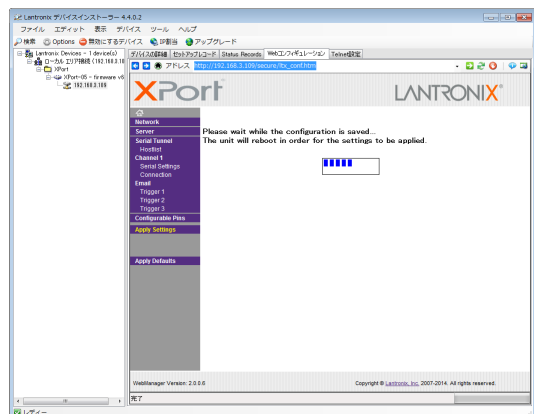 Lantronix デバイスインストーラー 4.4.0.2
ファイル エディット 表示 デバイス ツール ヘルプ
検索 Options 無効にするデバイス IP割当 アップグレード
Lantronix Devices - 1 device(s)
ローカル エリア接続 (192.168.3.10
XPort
XPort-05 - firmware v6
192.168.3.109
デバイスの詳細 セットアップレコード Status Records Webコンフィギュレーション Telnet設定
アドレス http://192.168.3.109/secure/ltx_conf.htm
XPort
LANTRONIX®
Network
Server
Serial Tunnel
Hostlist
Channel 1
Serial Settings
Connection
Email
Trigger 1
Trigger 2
Trigger 3
Configurable Pins
Apply Settings
Apply Defaults
Please wait while the configuration is saved...
The unit will reboot in order for the settings to be applied.
WebManager Version: 2.0.0.6
Copyright © Lantronix, Inc. 2007-2014. All rights reserved.
完了
レディー